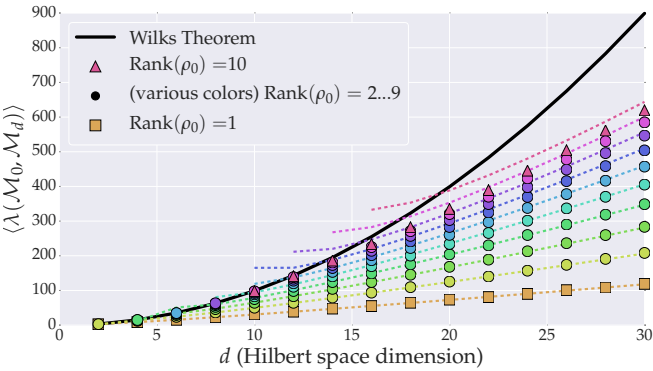 900
800
700
600
500
400
300
200
100
0
⟨λ(ℳ₀, ℳ_d)⟩
Wilks Theorem
Rank(ρ₀) =10
(various colors) Rank(ρ₀) = 2...9
Rank(ρ₀) =1
0 5 10 15 20 25 30
d (Hilbert space dimension)